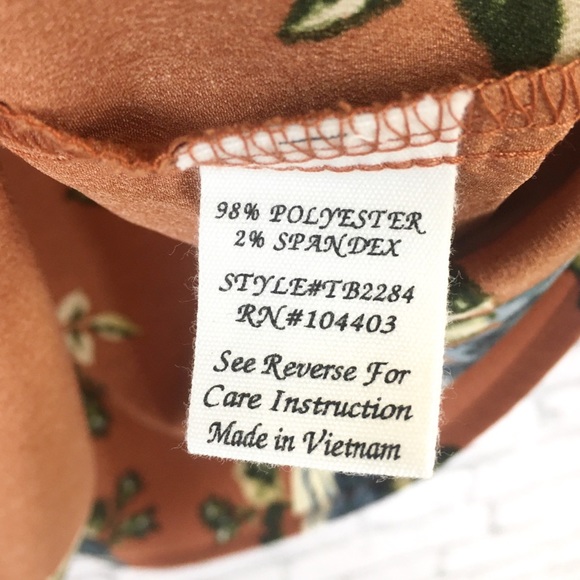 98% POLYESTER
2% SPANDEX
STYLE#TB2284
RN#104403
See Reverse For
Care Instruction
Made in Vietnam